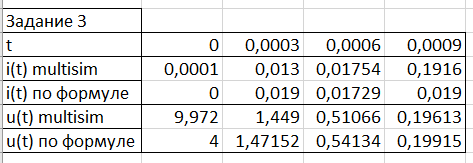 Задание 3
t 0 0,0003 0,0006 0,0009
i(t) multisim 0,0001 0,013 0,01754 0,1916
i(t) по формуле 0 0,019 0,01729 0,019
u(t) multisim 9,972 1,449 0,51066 0,19613
u(t) по формуле 4 1,47152 0,54134 0,19915